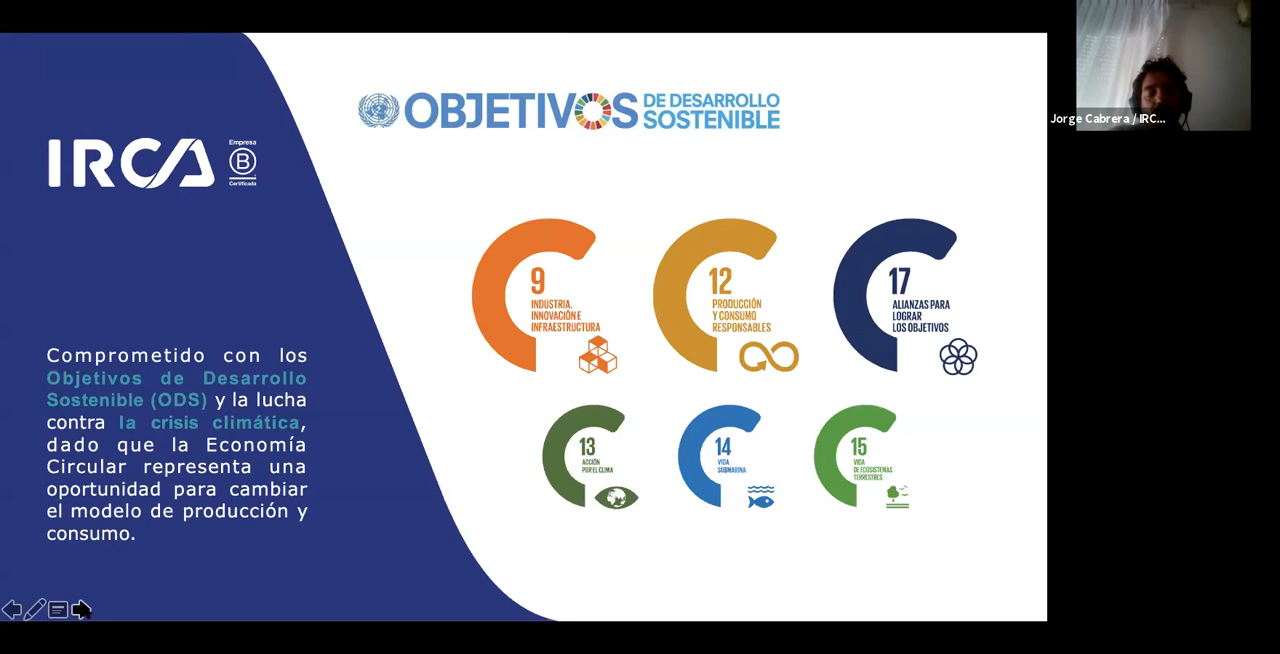 OBJETIVOS DE DESARROLLO
SOSTENIBLE
IRCA
Empresa
B
Certificada
Comprometido con los
Objetivos de Desarrollo
Sostenible (ODS) y la lucha
contra la crisis climática,
dado que la Economía
Circular representa una
oportunidad para cambiar
el modelo de producción y
consumo.
9
INDUSTRIA,
INNOVACIÓN E
INFRAESTRUCTURA
12
PRODUCCIÓN
Y CONSUMO
RESPONSABLES
17
ALIANZAS PARA
LOGRAR
LOS OBJETIVOS
13
ACCIÓN
POR EL CLIMA
14
VIDA
SUBMARINA
15
VIDA
DE ECOSISTEMAS
TERRESTRES
Jorge Cabrera / IRC...